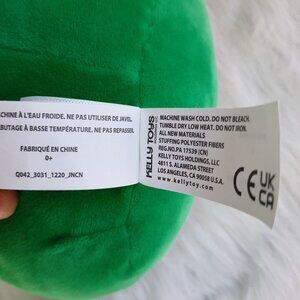 MACHINE À L'EAU FROIDE. NE PAS UTILISER DE JAVEL.
BUTAGE À BASSE TEMPÉRATURE. NE PAS REPASSER.
FABRIQUÉ EN CHINE
0+
Q042_3031_1220_JNCN
KELLY TOYS
MACHINE WASH COLD. DO NOT BLEACH.
TUMBLE DRY LOW HEAT. DO NOT IRON.
ALL NEW MATERIALS
STUFFING POLYESTER FIBERS
REG.NO.PA 17539 (CN)
KELLY TOYS HOLDINGS, LLC
4811 S. ALAMEDA STREET
LOS ANGELES, CA 90058 U.S.A.
www.kellytoy.com
CE
UK
CA